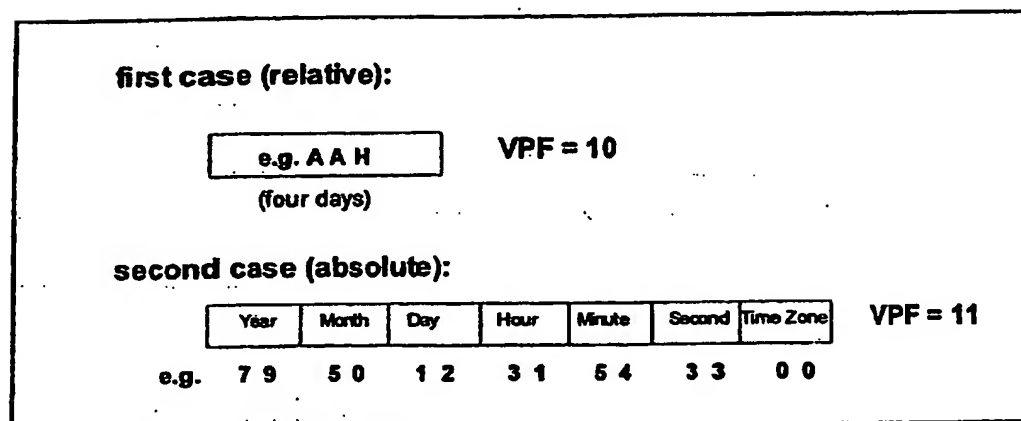 first case (relative):
e.g. A A H VPF = 10
(four days)
second case (absolute):
Year Month Day Hour Minute Second Time Zone VPF = 11
e.g. 7 9 5 0 1 2 3 1 5 4 3 3 0 0